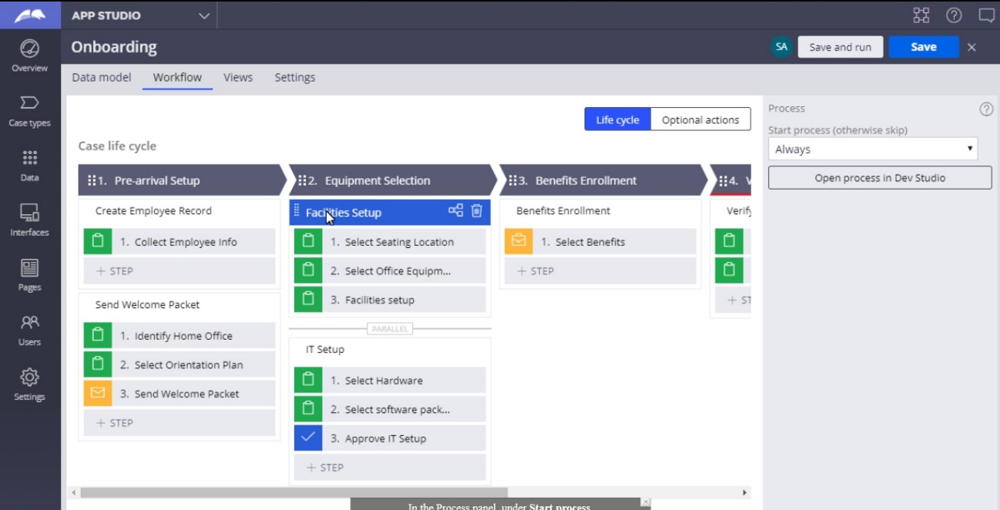 APP STUDIO
Onboarding
SA
Save and run
Save
Overview
Case types
Data
Interfaces
Pages
Users
Settings
Data model
Workflow
Views
Settings
Life cycle
Optional actions
Case life cycle
1. Pre-arrival Setup
Create Employee Record
1. Collect Employee Info
+ STEP
Send Welcome Packet
1. Identify Home Office
2. Select Orientation Plan
3. Send Welcome Packet
+ STEP
2. Equipment Selection
Facilities Setup
1. Select Seating Location
2. Select Office Equipm...
3. Facilities setup
PARALLEL
IT Setup
1. Select Hardware
2. Select software pack...
3. Approve IT Setup
+ STEP
3. Benefits Enrollment
Benefits Enrollment
1. Select Benefits
+ STEP
4. V
Verify
+ ST
Process
Start process (otherwise skip)
Always
Open process in Dev Studio
In the Process panel, under Start process